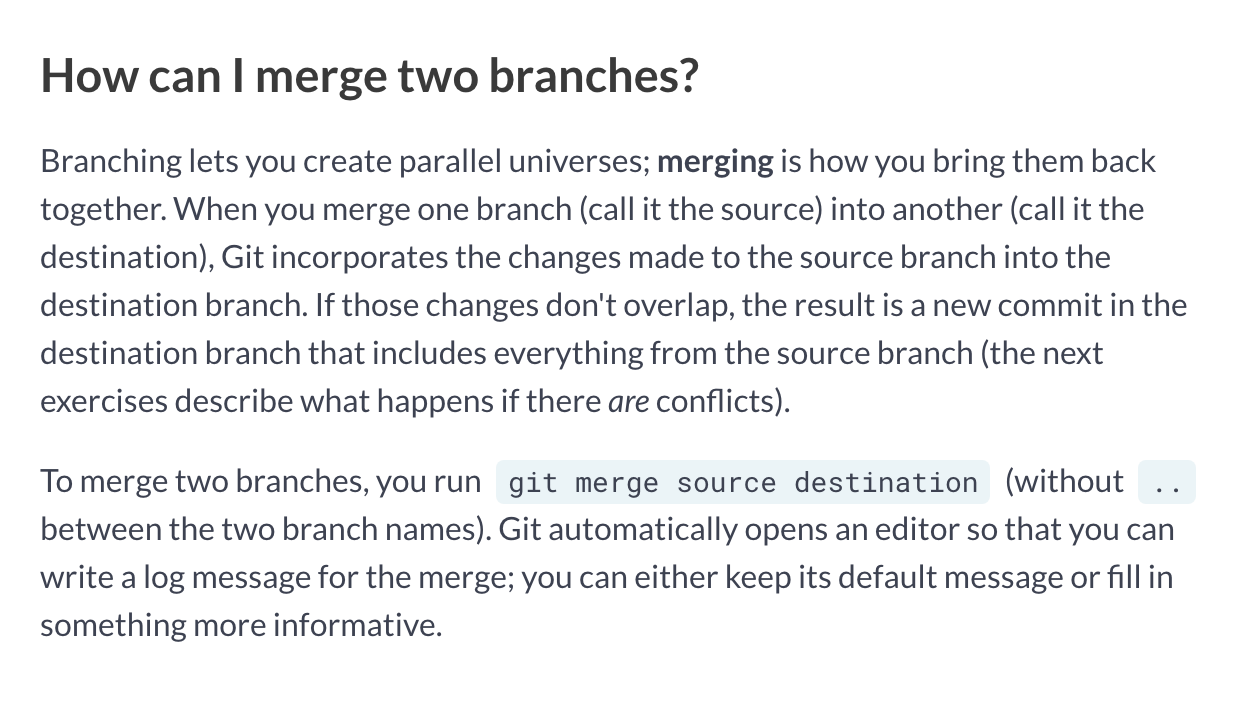 How can I merge two branches?
Branching lets you create parallel universes; merging is how you bring them back
together. When you merge one branch (call it the source) into another (call it the
destination), Git incorporates the changes made to the source branch into the
destination branch. If those changes don't overlap, the result is a new commit in the
destination branch that includes everything from the source branch (the next
exercises describe what happens if there are conflicts).
To merge two branches, you run git merge source destination (without ..
between the two branch names). Git automatically opens an editor so that you can
write a log message for the merge; you can either keep its default message or fill in
something more informative.